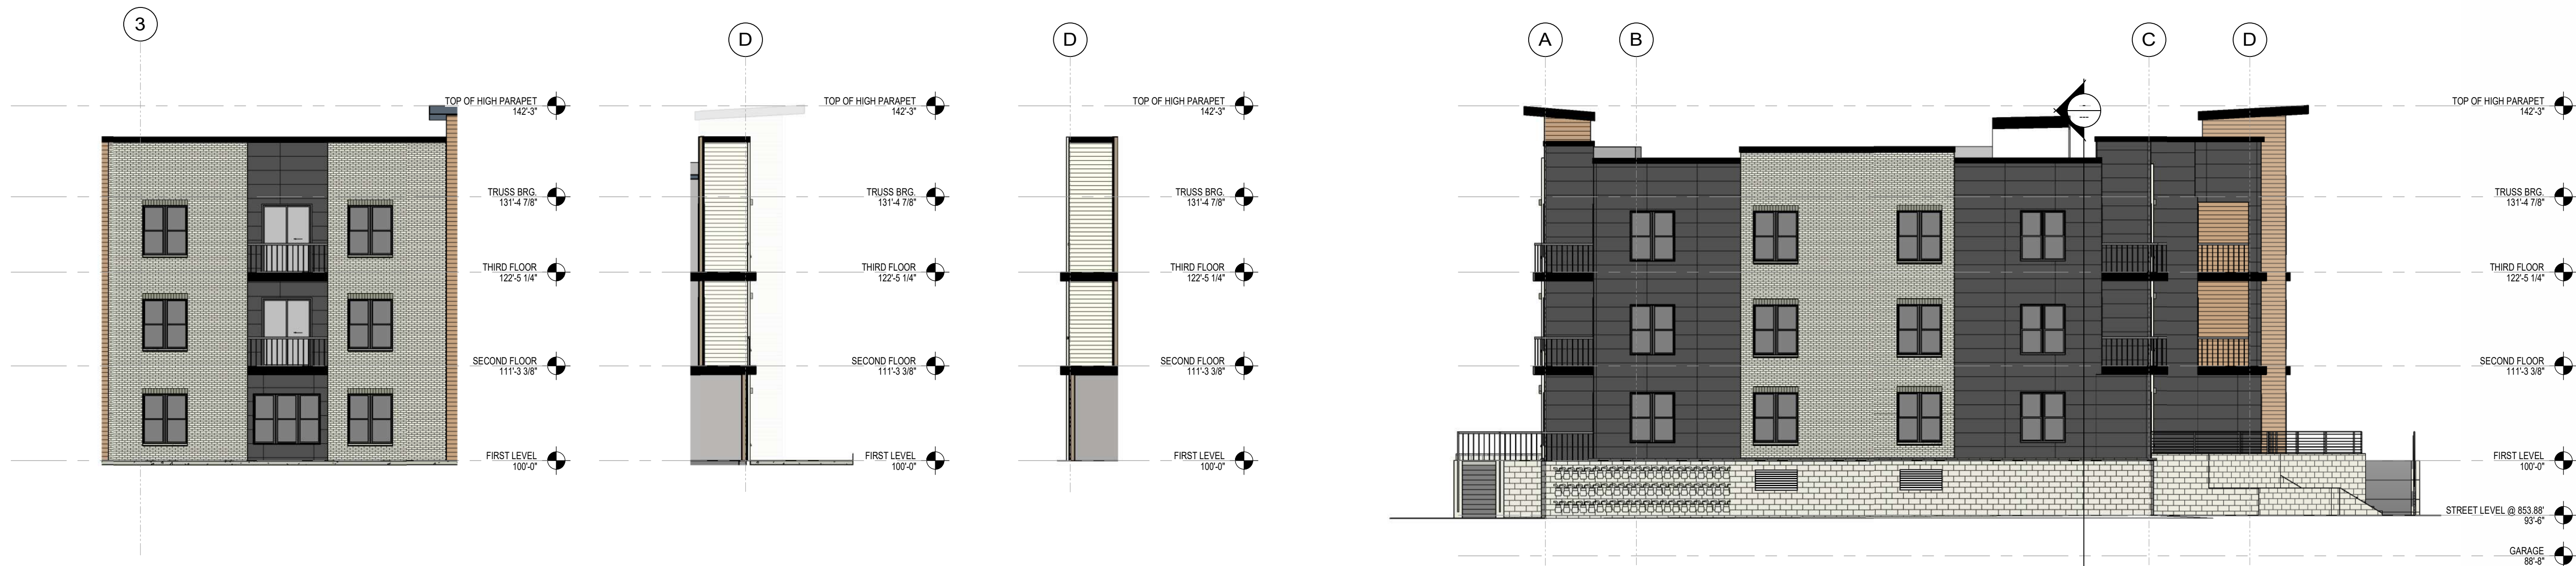 3
D
D
A
B
C
D
TOP OF HIGH PARAPET
142'-3"
TRUSS BRG.
131'-4 7/8"
THIRD FLOOR
122'-5 1/4"
SECOND FLOOR
111'-3 3/8"
FIRST LEVEL
100'-0"
TOP OF HIGH PARAPET
142'-3"
TRUSS BRG.
131'-4 7/8"
THIRD FLOOR
122'-5 1/4"
SECOND FLOOR
111'-3 3/8"
FIRST LEVEL
100'-0"
TOP OF HIGH PARAPET
142'-3"
TRUSS BRG.
131'-4 7/8"
THIRD FLOOR
122'-5 1/4"
SECOND FLOOR
111'-3 3/8"
FIRST LEVEL
100'-0"
TOP OF HIGH PARAPET
142'-3"
TRUSS BRG.
131'-4 7/8"
THIRD FLOOR
122'-5 1/4"
SECOND FLOOR
111'-3 3/8"
FIRST LEVEL
100'-0"
STREET LEVEL @ 853.88'
93'-6"
GARAGE
88'-8"